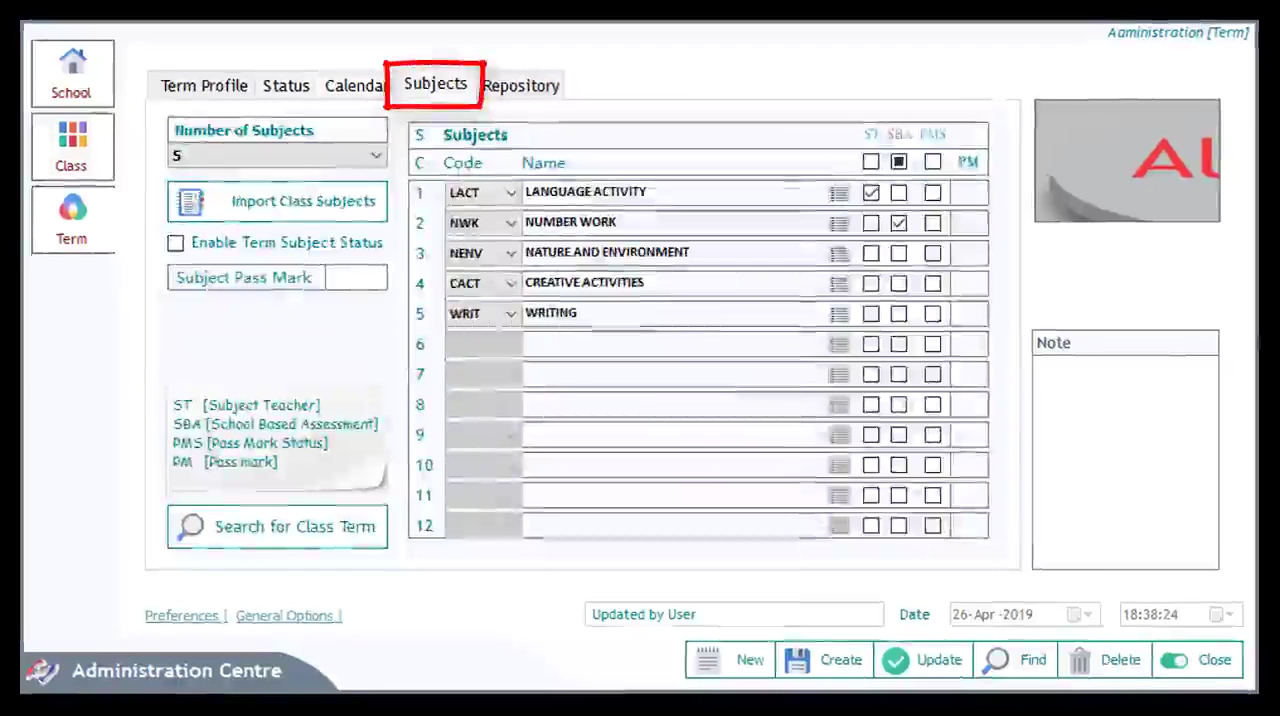 Administration [Term]
School
Class
Term
Term Profile Status Calendar Subjects Repository
Number of Subjects
5
Import Class Subjects
Enable Term Subject Status
Subject Pass Mark
ST [Subject Teacher]
SBA [School Based Assessment]
PMS [Pass Mark Status]
PM [Pass mark]
Search for Class Term
S Subjects ST SBA PMS
C Code Name PM
1 LACT LANGUAGE ACTIVITY
2 NWK NUMBER WORK
3 NENV NATURE AND ENVIRONMENT
4 CACT CREATIVE ACTIVITIES
5 WRIT WRITING
6
7
8
9
10
11
12
Note
Preferences | General Options |
Updated by User Date 26-Apr-2019 18:38:24
New Create Update Find Delete Close
Administration Centre